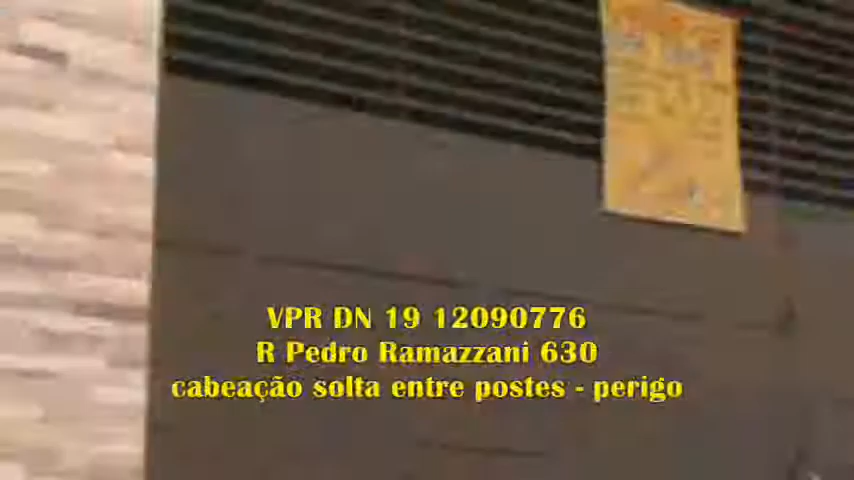 VPR DN 19 12090776
R Pedro Ramazzani 630
cabeação solta entre postes - perigo